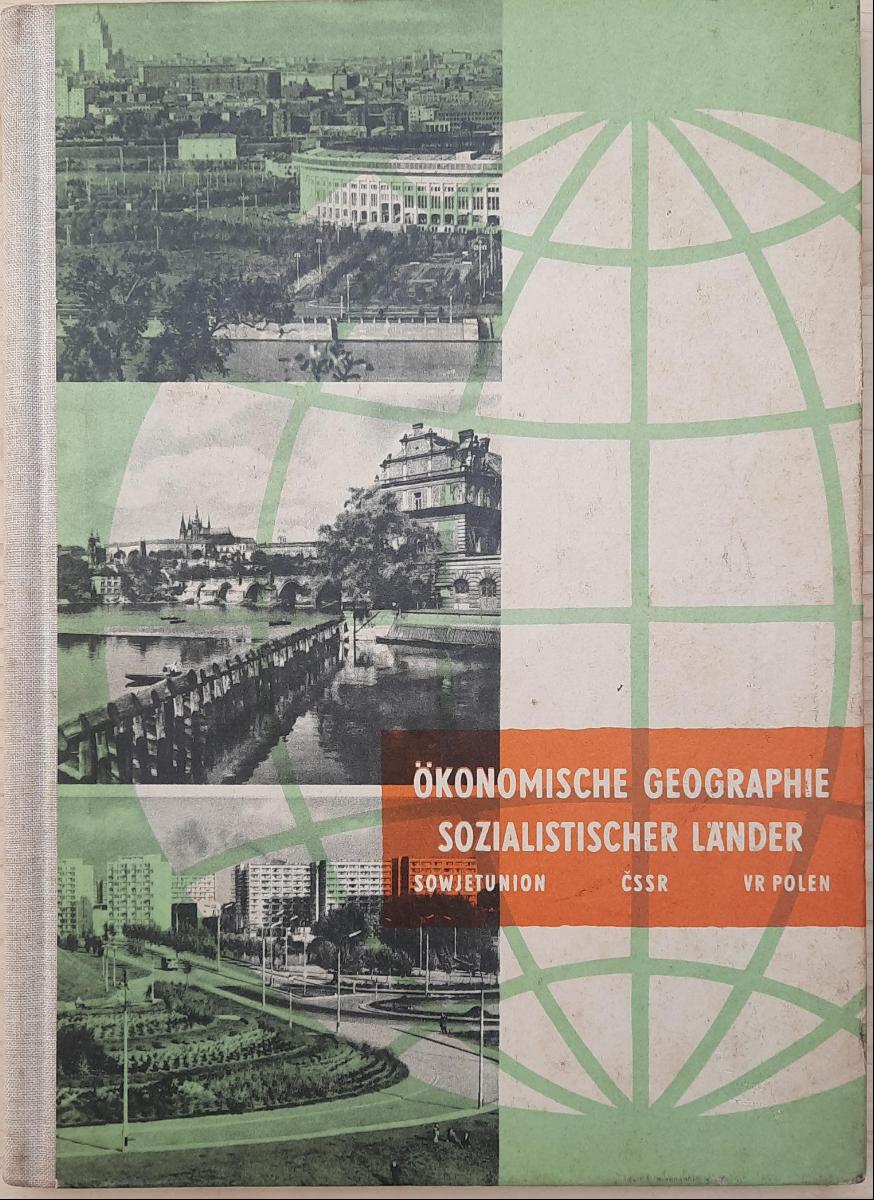 ÖKONOMISCHE GEOGRAPHIE
SOZIALISTISCHER LÄNDER
SOWJETUNION ČSSR VR POLEN